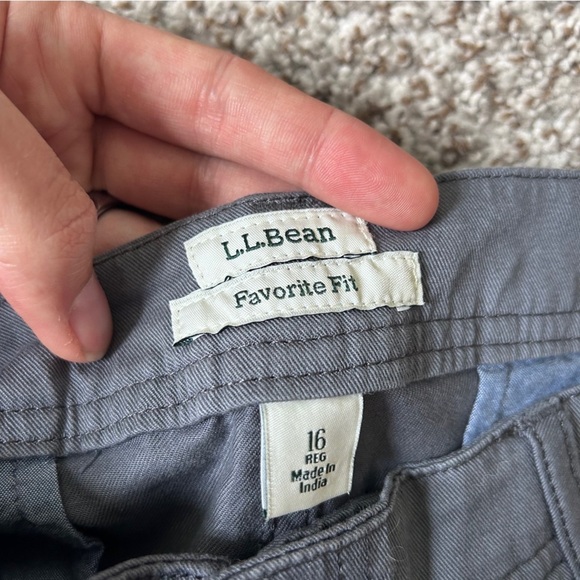 L.L.Bean
Favorite Fit
16
REG
Made in
India